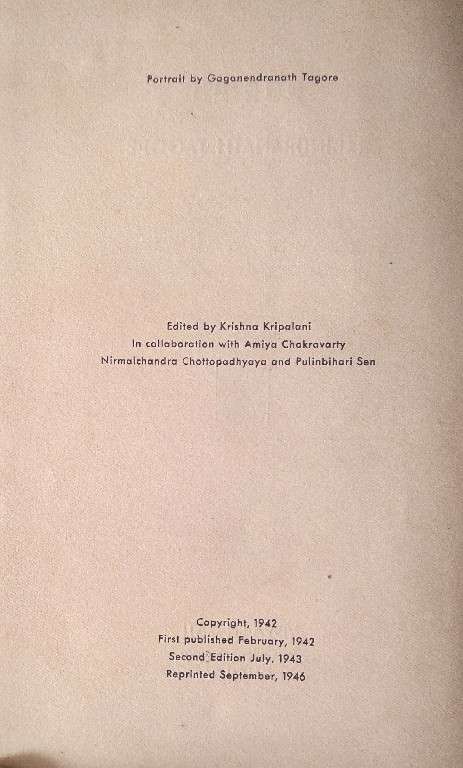 Portrait by Gaganendranath Tagore
Edited by Krishna Kripalani
In collaboration with Amiya Chakravarty
Nirmalchandra Chottopadhyaya and Pulinbihari Sen
Copyright, 1942
First published February, 1942
Second Edition July, 1943
Reprinted September, 1946